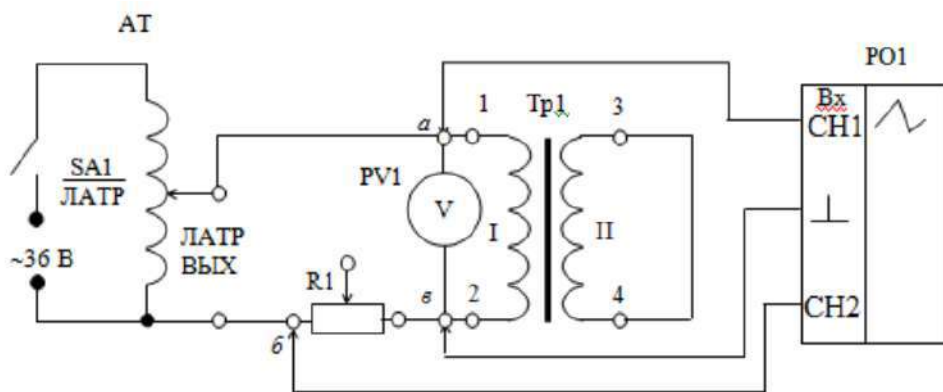 АТ
РО1
Вх
СН1
Тр1
1
3
а
SA1
ЛАТР
PV1
V
I
II
⊥
~36 В
ЛАТР
ВЫХ
R1
в
2
4
СН2
б